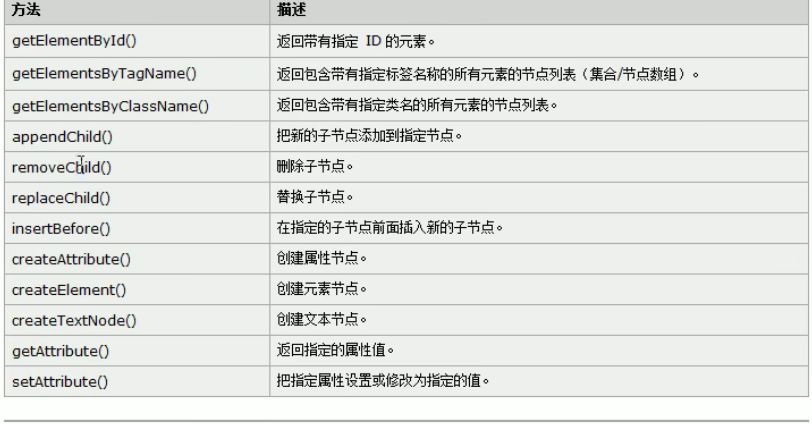 方法 描述
getElementById() 返回带有指定 ID 的元素。
getElementsByTagName() 返回包含带有指定标签名称的所有元素的节点列表（集合/节点数组）。
getElementsByClassName() 返回包含带有指定类名的所有元素的节点列表。
appendChild() 把新的子节点添加到指定节点。
removeChild() 删除子节点。
replaceChild() 替换子节点。
insertBefore() 在指定的子节点前面插入新的子节点。
createAttribute() 创建属性节点。
createElement() 创建元素节点。
createTextNode() 创建文本节点。
getAttribute() 返回指定的属性值。
setAttribute() 把指定属性设置或修改为指定的值。